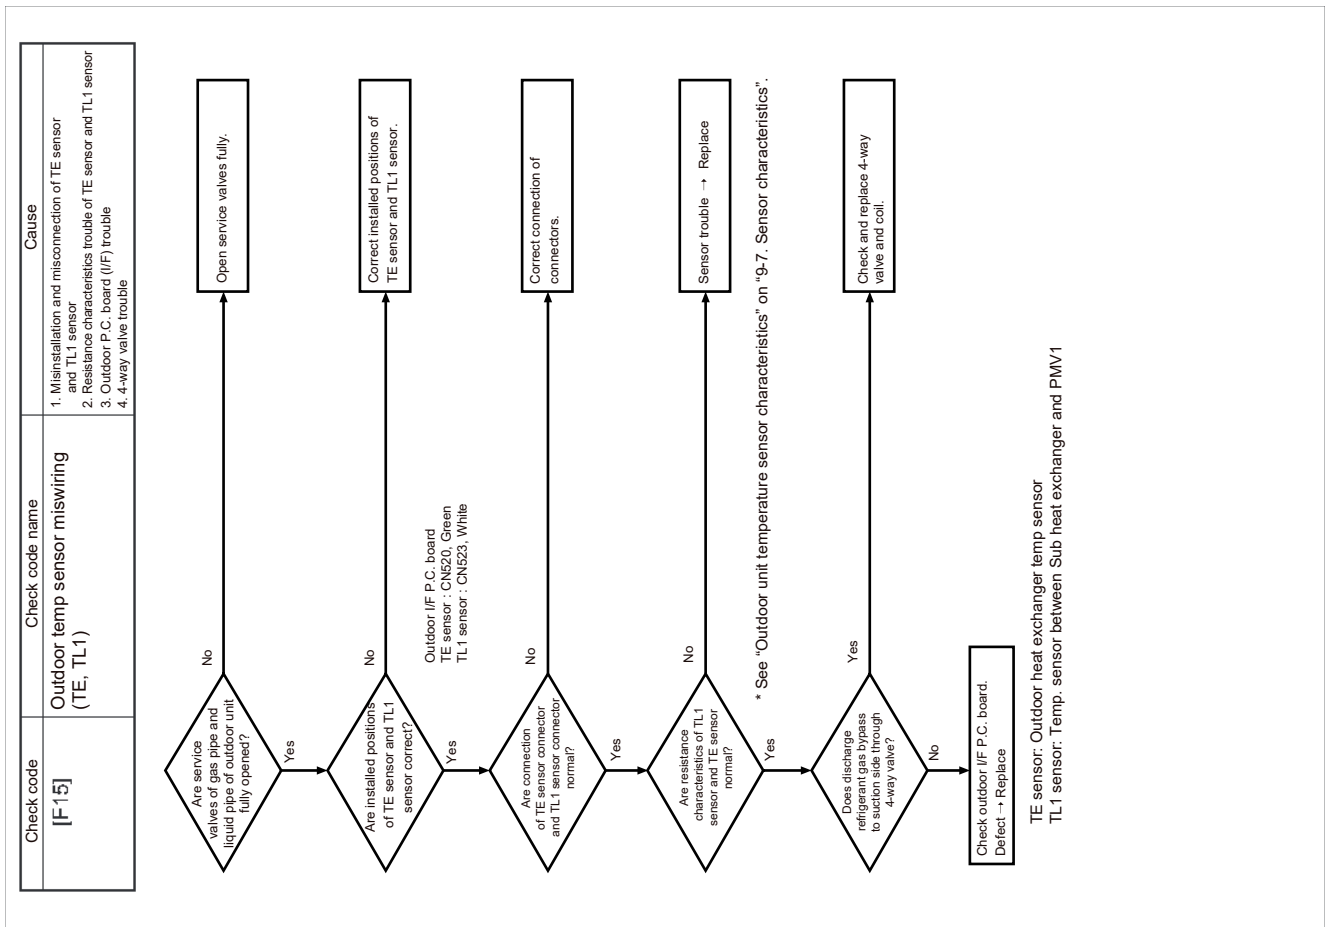 Check code
Check code name
Cause
[F15]
Outdoor temp sensor miswiring
(TE, TL1)
1. Misinstallation and misconnection of TE sensor
and TL1 sensor
2. Resistance characteristics trouble of TE sensor and TL1 sensor
3. Outdoor P.C. board (I/F) trouble
4. 4-way valve trouble
Are service
valves of gas pipe and
liquid pipe of outdoor unit
fully opened?
No
Open service valves fully.
Yes
Are installed positions
of TE sensor and TL1
sensor correct?
No
Correct installed positions of
TE sensor and TL1 sensor.
Yes
Outdoor I/F P.C. board
TE sensor : CN520, Green
TL1 sensor : CN523, White
Are connection
of TE sensor connector
and TL1 sensor connector
normal?
No
Correct connection of
connectors.
Yes
Are resistance
characteristics of TL1
sensor and TE sensor
normal?
No
Sensor trouble → Replace
Yes
* See “Outdoor unit temperature sensor characteristics” on “9-7. Sensor characteristics”.
Does discharge
refrigerant gas bypass
to suction side through
4-way valve?
Yes
Check and replace 4-way
valve and coil.
No
Check outdoor I/F P.C. board.
Defect → Replace
TE sensor: Outdoor heat exchanger temp sensor
TL1 sensor: Temp. sensor between Sub heat exchanger and PMV1